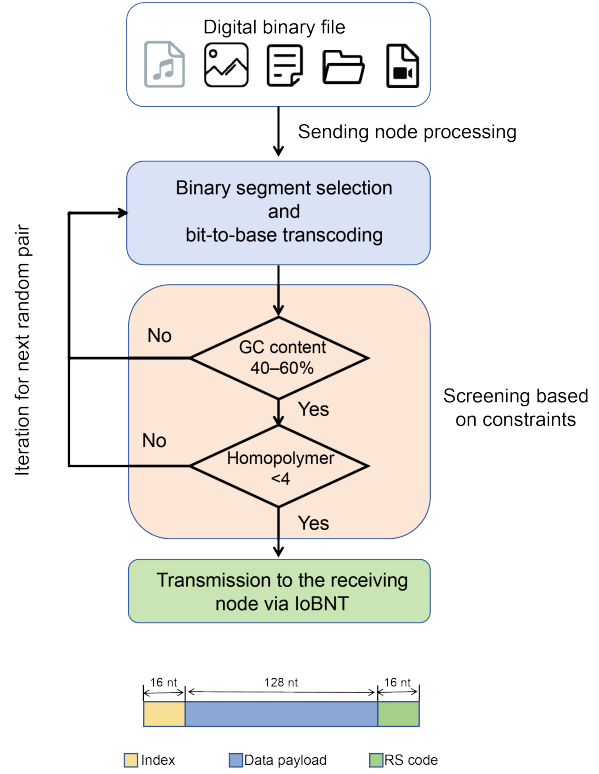 Digital binary file
Sending node processing
Binary segment selection
and
bit-to-base transcoding
Iteration for next random pair
No
GC content
40–60%
Yes
Screening based
on constraints
No
Homopolymer
<4
Yes
Transmission to the receiving
node via IoBNT
16 nt
128 nt
16 nt
Index
Data payload
RS code